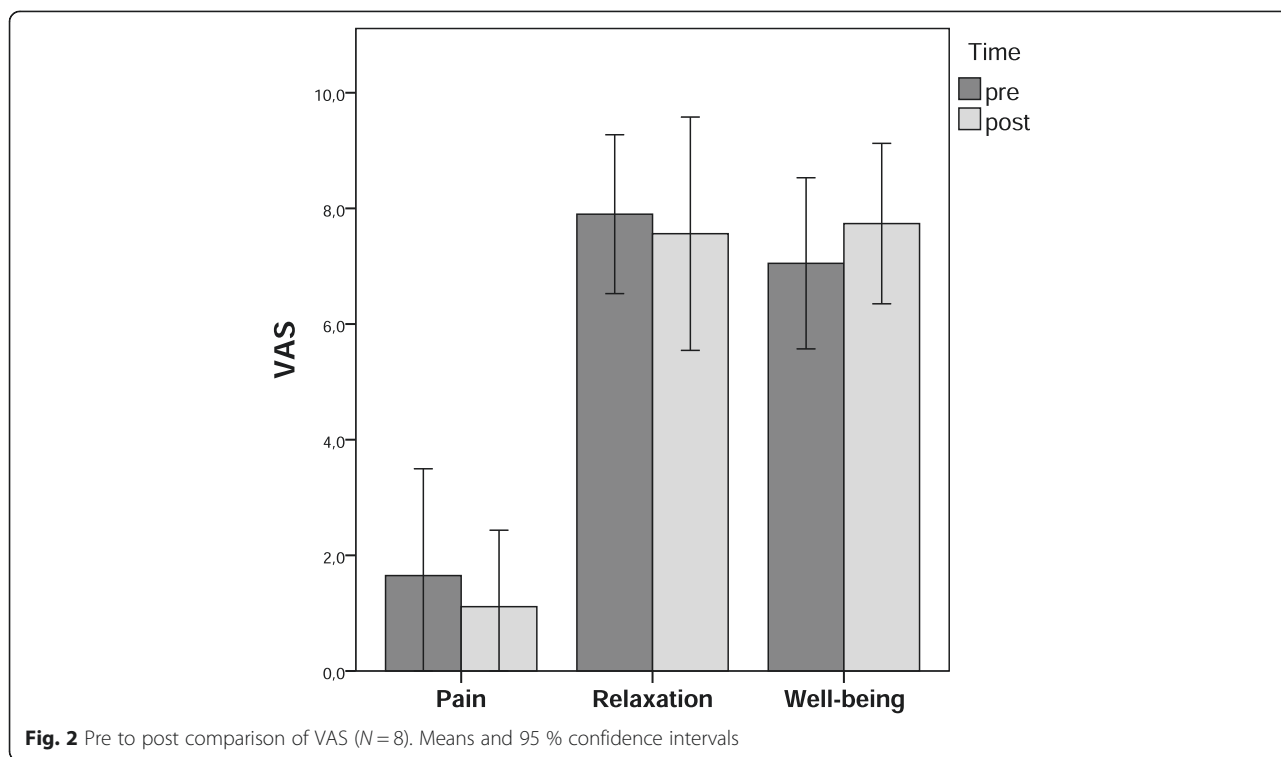 Time
pre
post
10,0
8,0
6,0
4,0
2,0
0,0
VAS
Pain Relaxation Well-being
Fig. 2 Pre to post comparison of VAS (N = 8). Means and 95 % confidence intervals